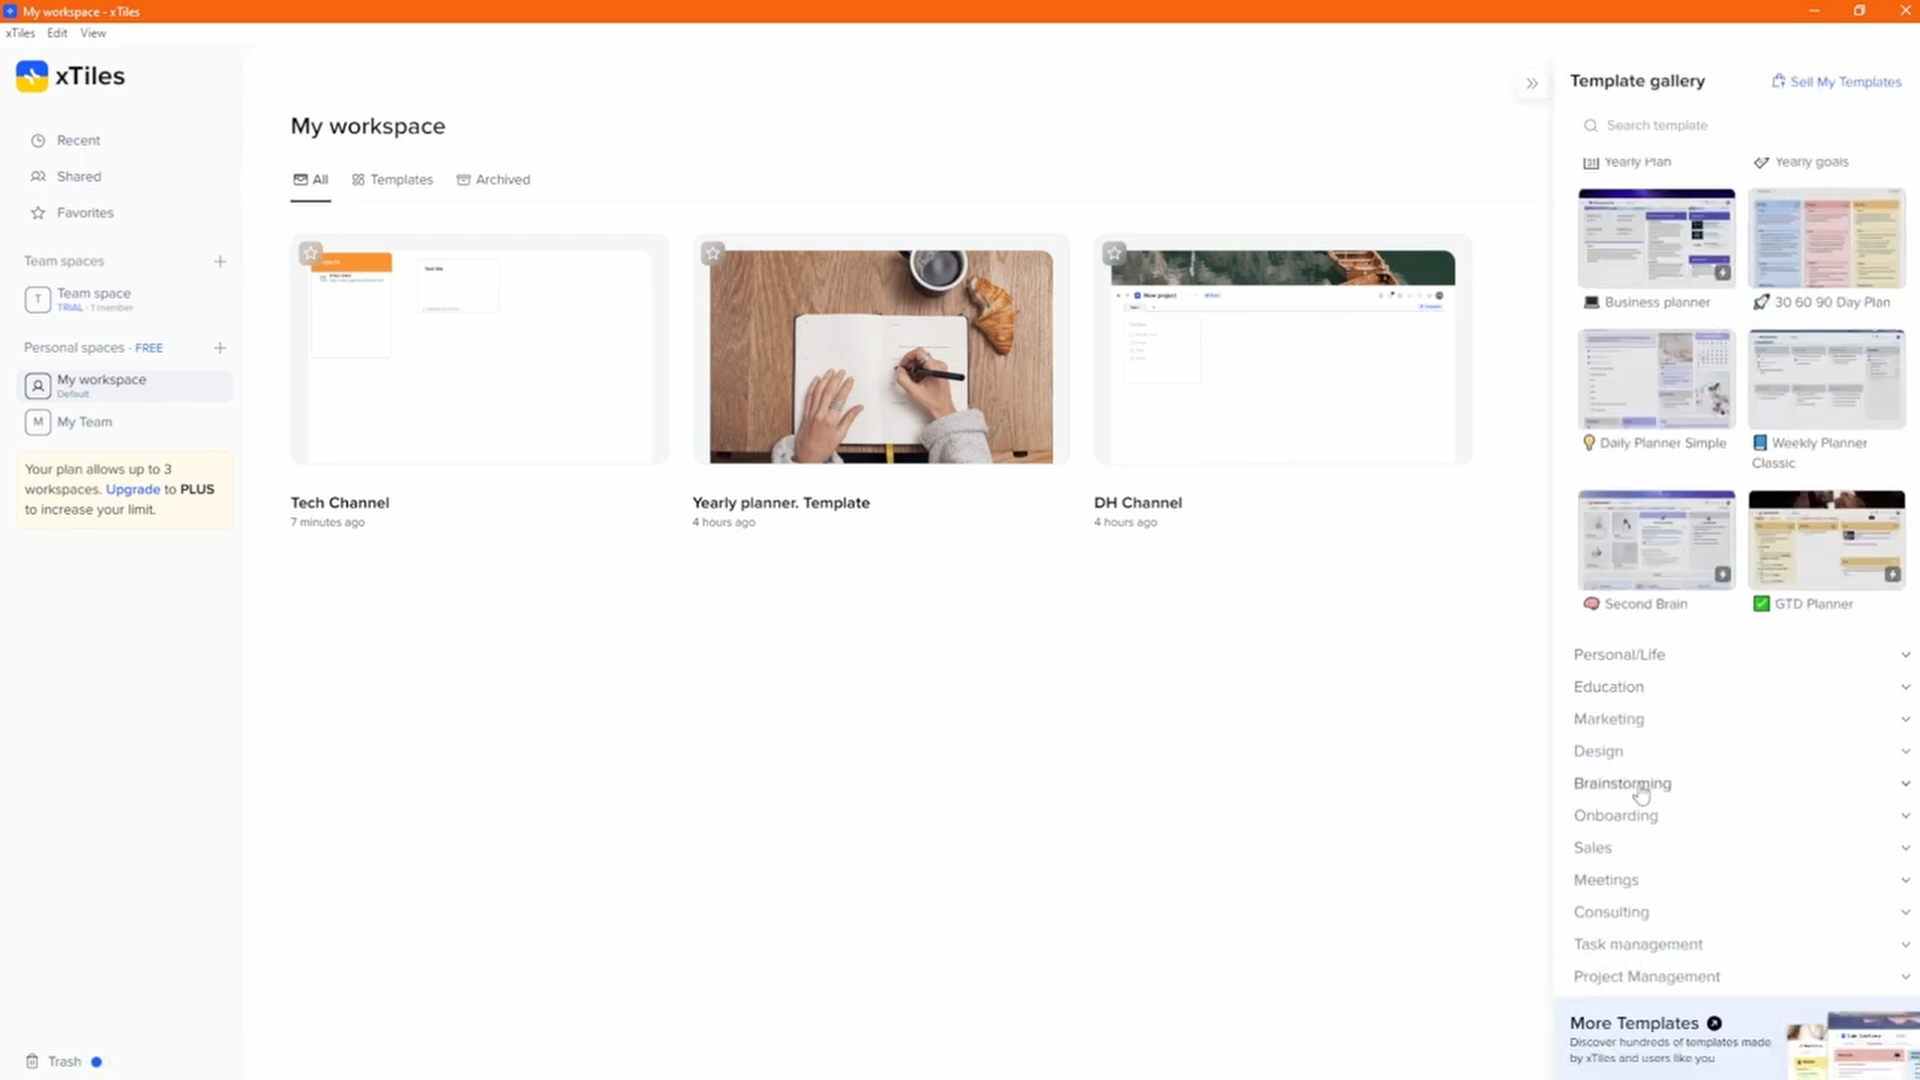 My workspace - xTiles
xTiles Edit View
xTiles
Recent
Shared
Favorites
Team spaces
T
Team space
TRIAL · 1 member
Personal spaces - FREE
My workspace
Default
M
My Team
Your plan allows up to 3
workspaces. Upgrade to PLUS
to increase your limit.
Trash
My workspace
All Templates Archived
Tech Channel
7 minutes ago
Yearly planner. Template
4 hours ago
New project
DH Channel
4 hours ago
Template gallery
Sell My Templates
Search template
31 Yearly Plan
Yearly goals
Business planner
30 60 90 Day Plan
Daily Planner Simple
Weekly Planner
Classic
Second Brain
GTD Planner
Personal/Life
Education
Marketing
Design
Brainstorming
Onboarding
Sales
Meetings
Consulting
Task management
Project Management
More Templates
Discover hundreds of templates made
by xTiles and users like you